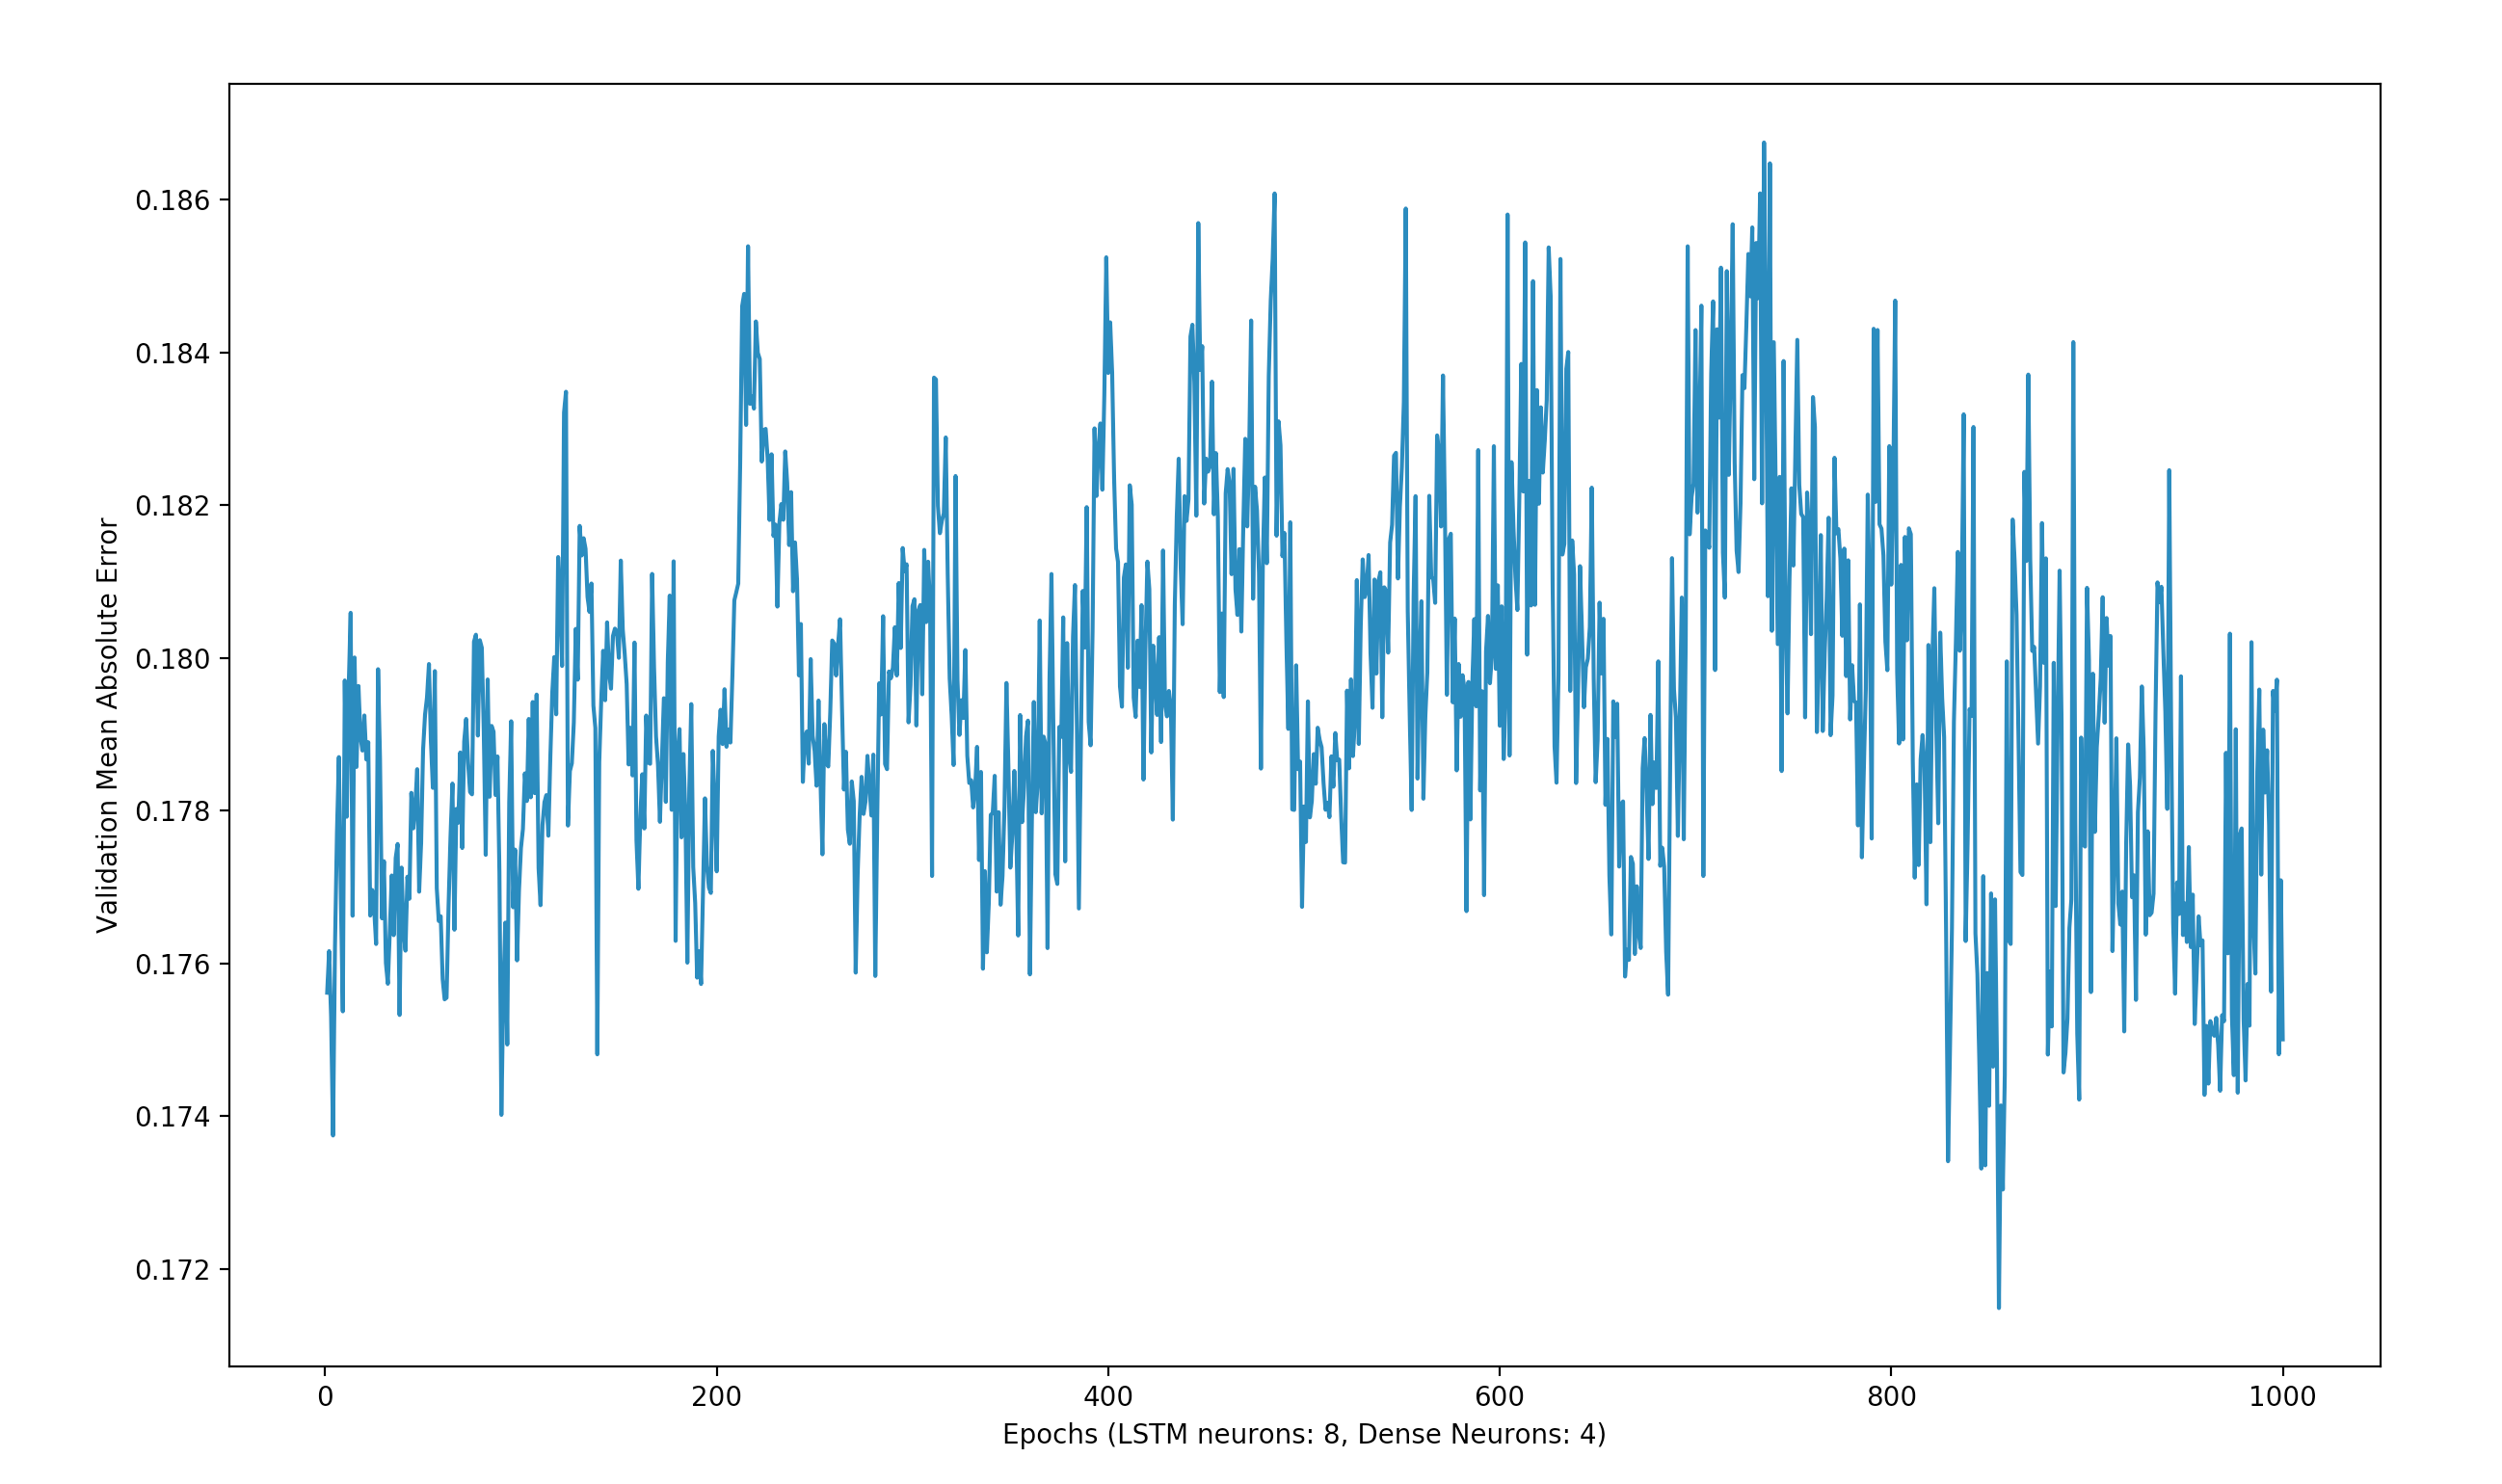 Validation Mean Absolute Error
0.186
0.184
0.182
0.180
0.178
0.176
0.174
0.172
0 200 400 600 800 1000
Epochs (LSTM neurons: 8, Dense Neurons: 4)